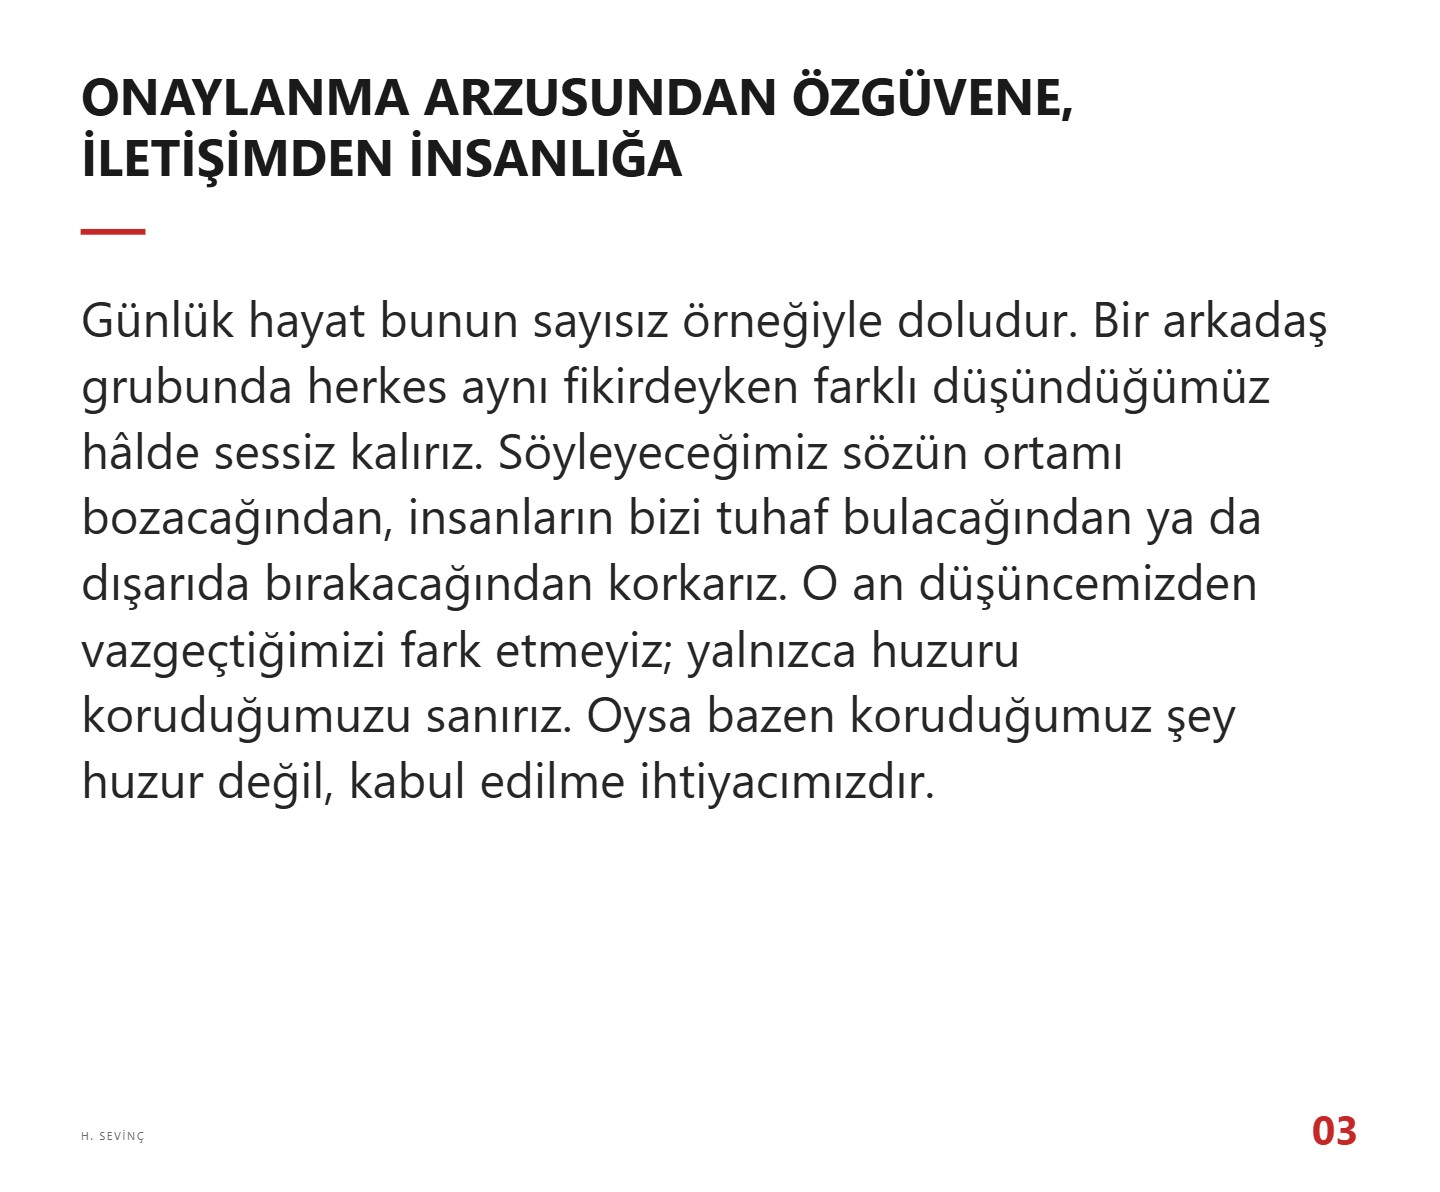 ONAYLANMA ARZUSUNDAN ÖZGÜVENE,
İLETİŞİMDEN İNSANLIĞA
Günlük hayat bunun sayısız örneğiyle doludur. Bir arkadaş
grubunda herkes aynı fikirdeyken farklı düşündüğümüz
hâlde sessiz kalırız. Söyleyeceğimiz sözün ortamı
bozacağından, insanların bizi tuhaf bulacağından ya da
dışarıda bırakacağından korkarız. O an düşüncemizden
vazgeçtiğimizi fark etmeyiz; yalnızca huzuru
koruduğumuzu sanırız. Oysa bazen koruduğumuz şey
huzur değil, kabul edilme ihtiyacımızdır.
H. SEVİNÇ
03